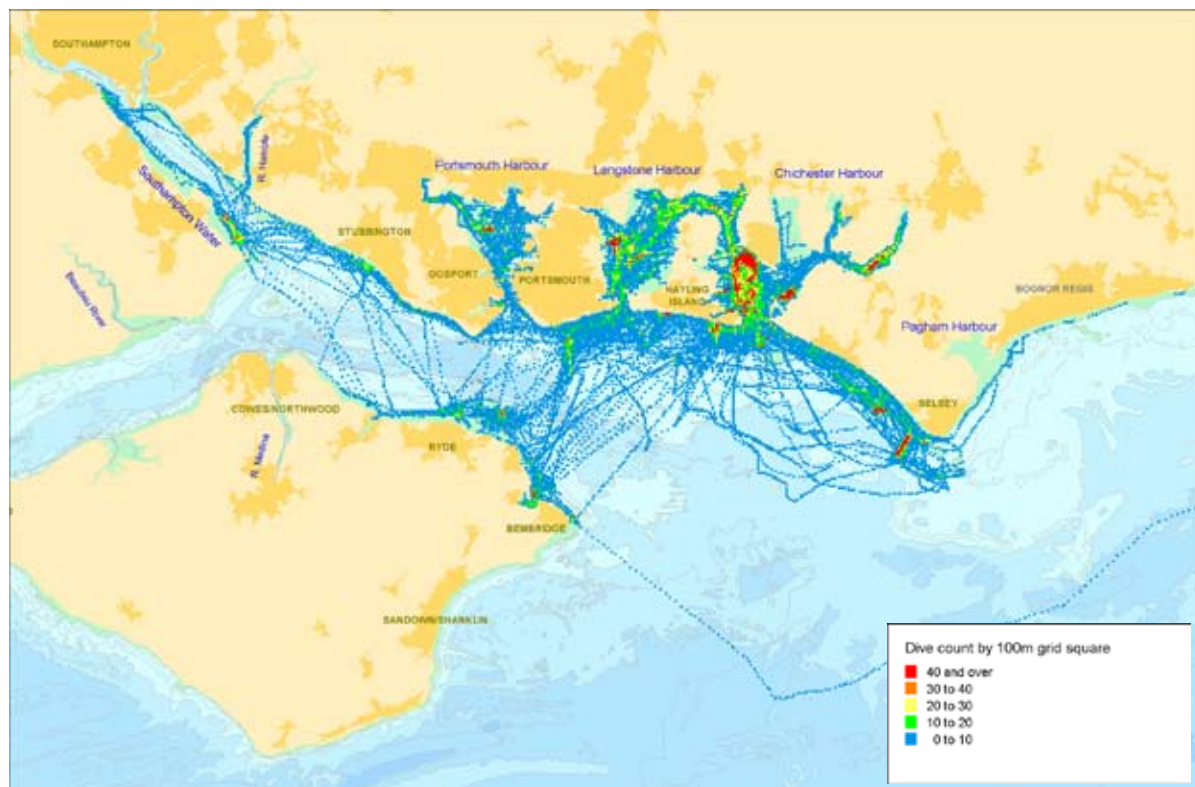 SOUTHAMPTON
R. Hamble
Portsmouth Harbour
Langstone Harbour
Chichester Harbour
Southampton Water
STUBBINGTON
GOSPORT
PORTSMOUTH
HAYLING
ISLAND
BOGNOR REGIS
Beaulieu River
Pagham Harbour
COWES/NORTHWOOD
SELSEY
RYDE
R. Medina
BEMBRIDGE
SANDOWN/SHANKLIN
Dive count by 100m grid square
40 and over
30 to 40
20 to 30
10 to 20
0 to 10